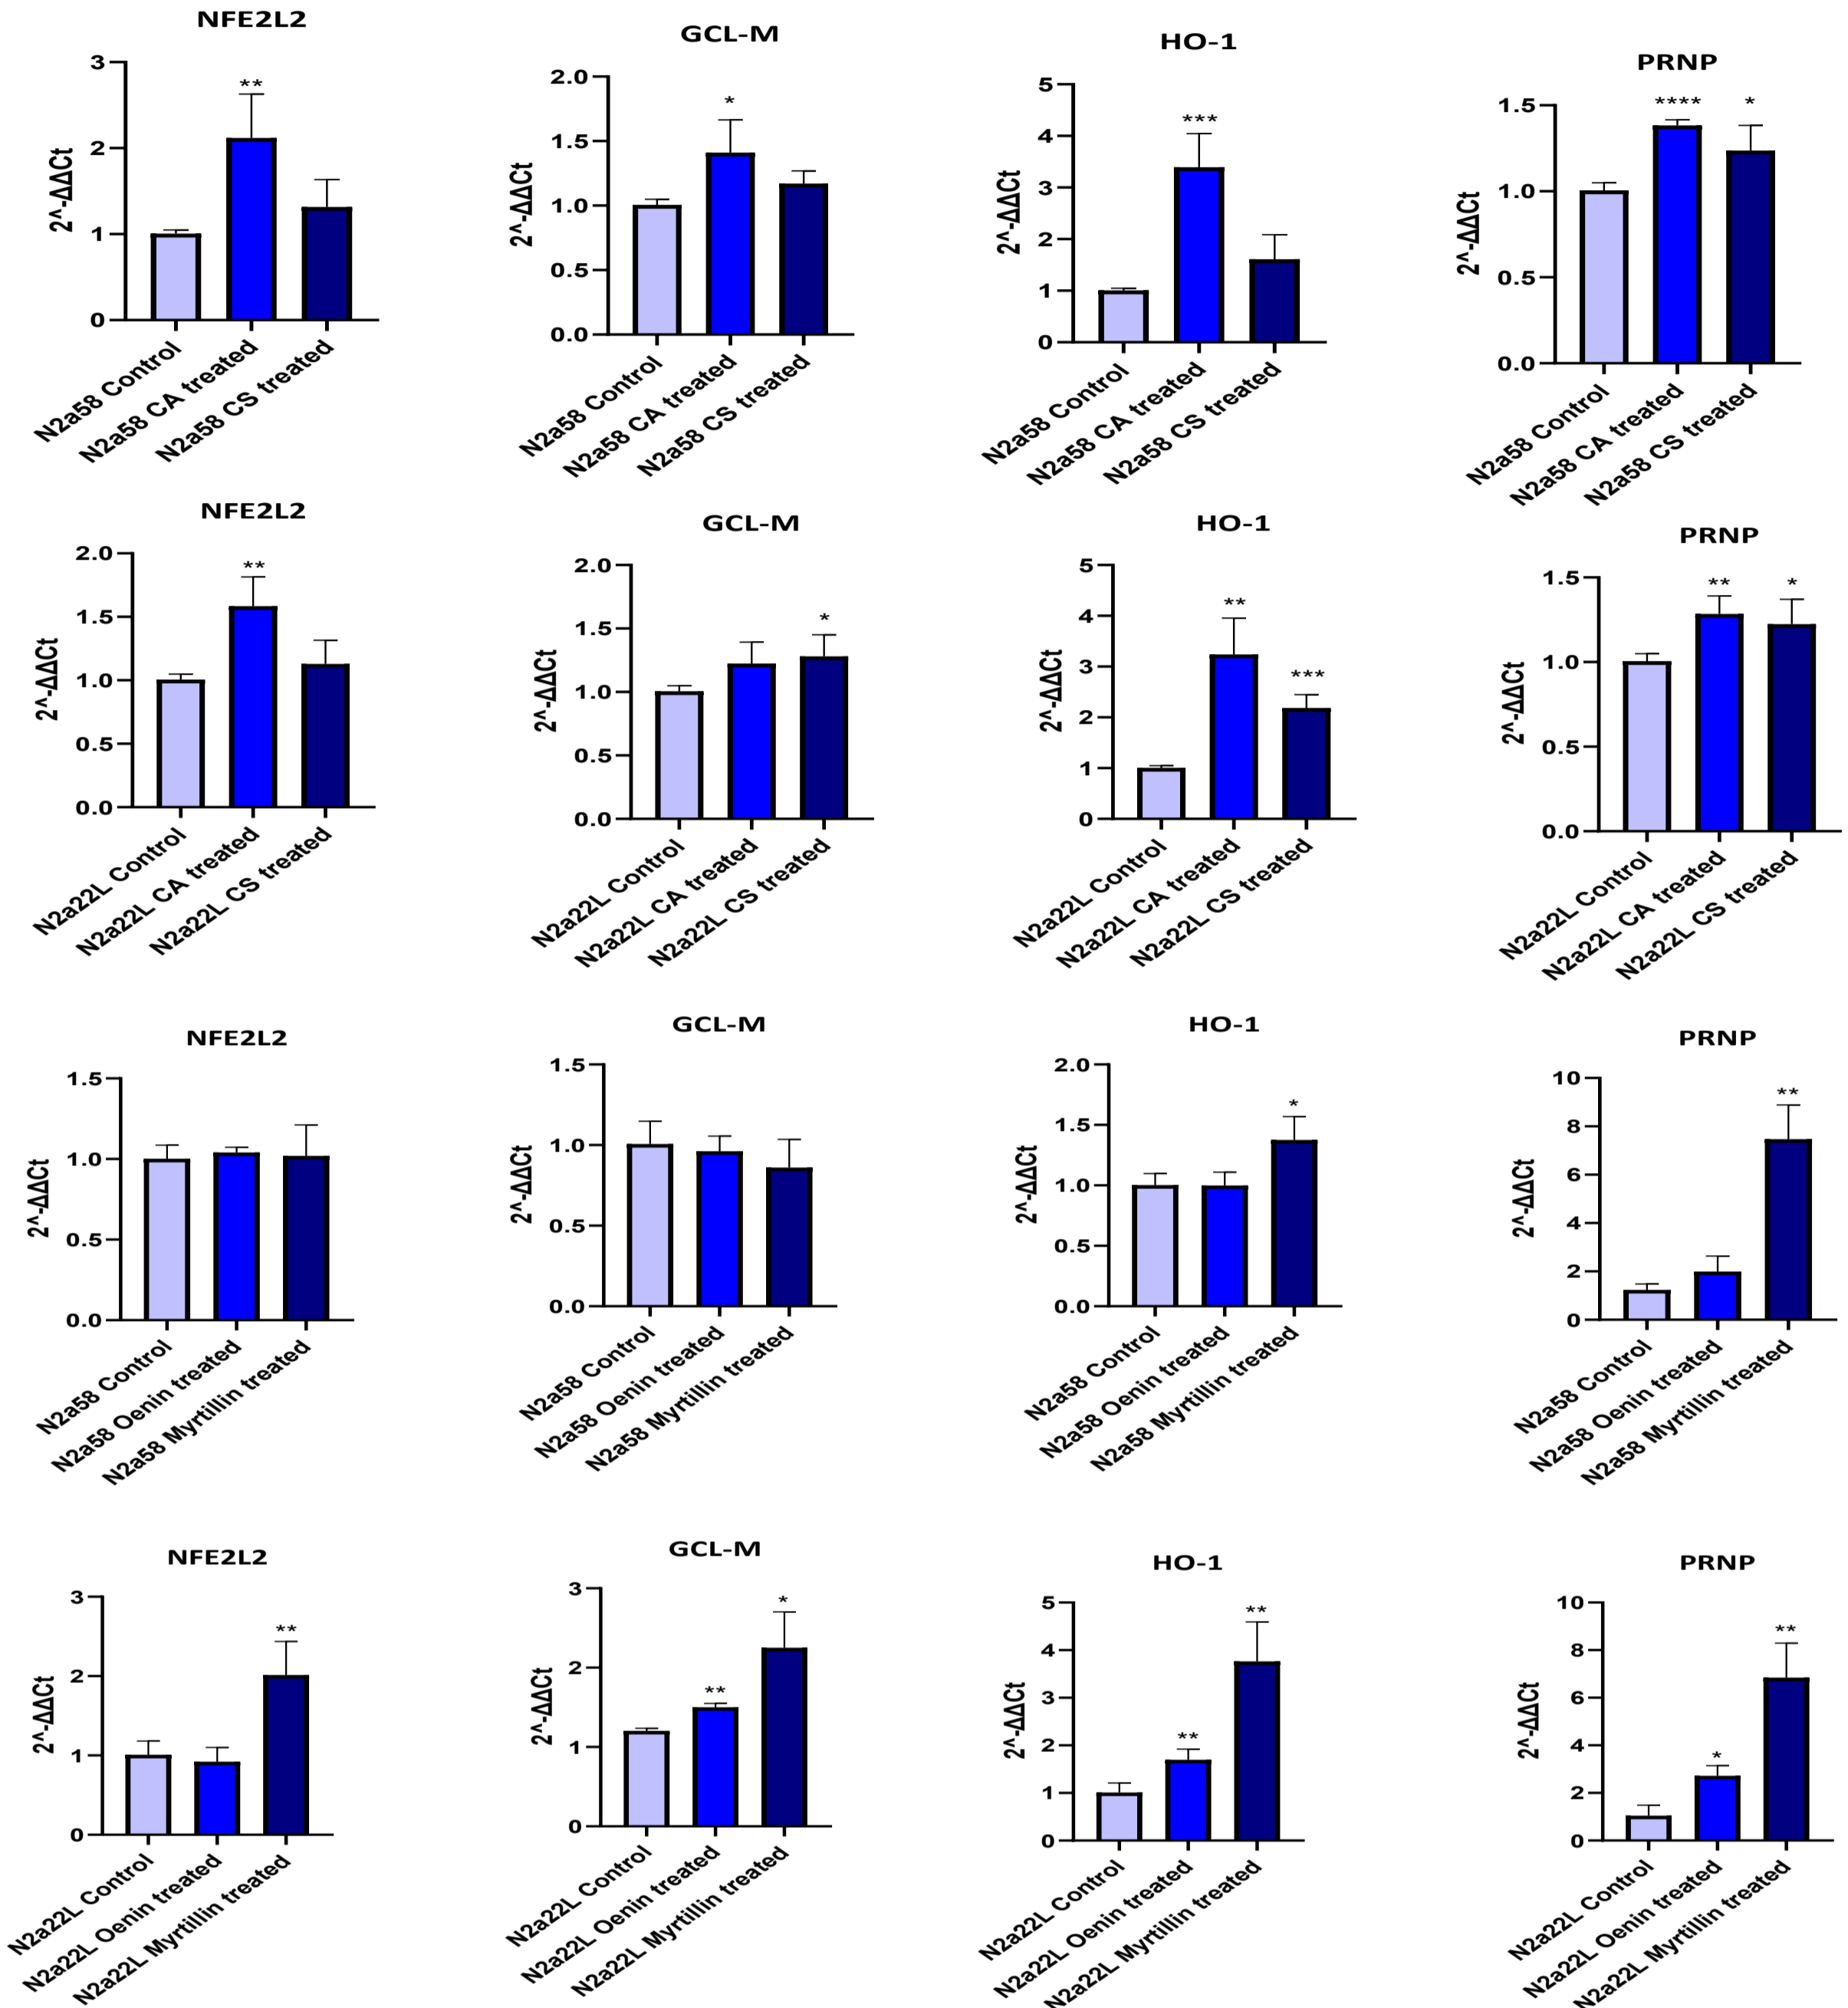 NFE2L2
**
3
2
1
0
2^-ΔΔCt
N2a58 Control
N2a58 CA treated
N2a58 CS treated
GCL-M
*
2.0
1.5
1.0
0.5
0.0
2^-ΔΔCt
N2a58 Control
N2a58 CA treated
N2a58 CS treated
HO-1
***
5
4
3
2
1
0
2^-ΔΔCt
N2a58 Control
N2a58 CA treated
N2a58 CS treated
PRNP
**** *
1.5
1.0
0.5
0.0
2^-ΔΔCt
N2a58 Control
N2a58 CA treated
N2a58 CS treated
NFE2L2
**
2.0
1.5
1.0
0.5
0.0
2^-ΔΔCt
N2a22L Control
N2a22L CA treated
N2a22L CS treated
GCL-M
*
2.0
1.5
1.0
0.5
0.0
2^-ΔΔCt
N2a22L Control
N2a22L CA treated
N2a22L CS treated
HO-1
**
***
5
4
3
2
1
0
2^-ΔΔCt
N2a22L Control
N2a22L CA treated
N2a22L CS treated
PRNP
** *
1.5
1.0
0.5
0.0
2^-ΔΔCt
N2a22L Control
N2a22L CA treated
N2a22L CS treated
NFE2L2
1.5
1.0
0.5
0.0
2^-ΔΔCt
N2a58 Control
N2a58 Oenin treated
N2a58 Myrtillin treated
GCL-M
1.5
1.0
0.5
0.0
2^-ΔΔCt
N2a58 Control
N2a58 Oenin treated
N2a58 Myrtillin treated
HO-1
*
2.0
1.5
1.0
0.5
0.0
2^-ΔΔCt
N2a58 Control
N2a58 Oenin treated
N2a58 Myrtillin treated
PRNP
**
10
8
6
4
2
0
2^-ΔΔCt
N2a58 Control
N2a58 Oenin treated
N2a58 Myrtillin treated
NFE2L2
**
3
2
1
0
2^-ΔΔCt
N2a22L Control
N2a22L Oenin treated
N2a22L Myrtillin treated
GCL-M
*
**
3
2
1
0
2^-ΔΔCt
N2a22L Control
N2a22L Oenin treated
N2a22L Myrtillin treated
HO-1
**
**
5
4
3
2
1
0
2^-ΔΔCt
N2a22L Control
N2a22L Oenin treated
N2a22L Myrtillin treated
PRNP
**
*
10
8
6
4
2
0
2^-ΔΔCt
N2a22L Control
N2a22L Oenin treated
N2a22L Myrtillin treated